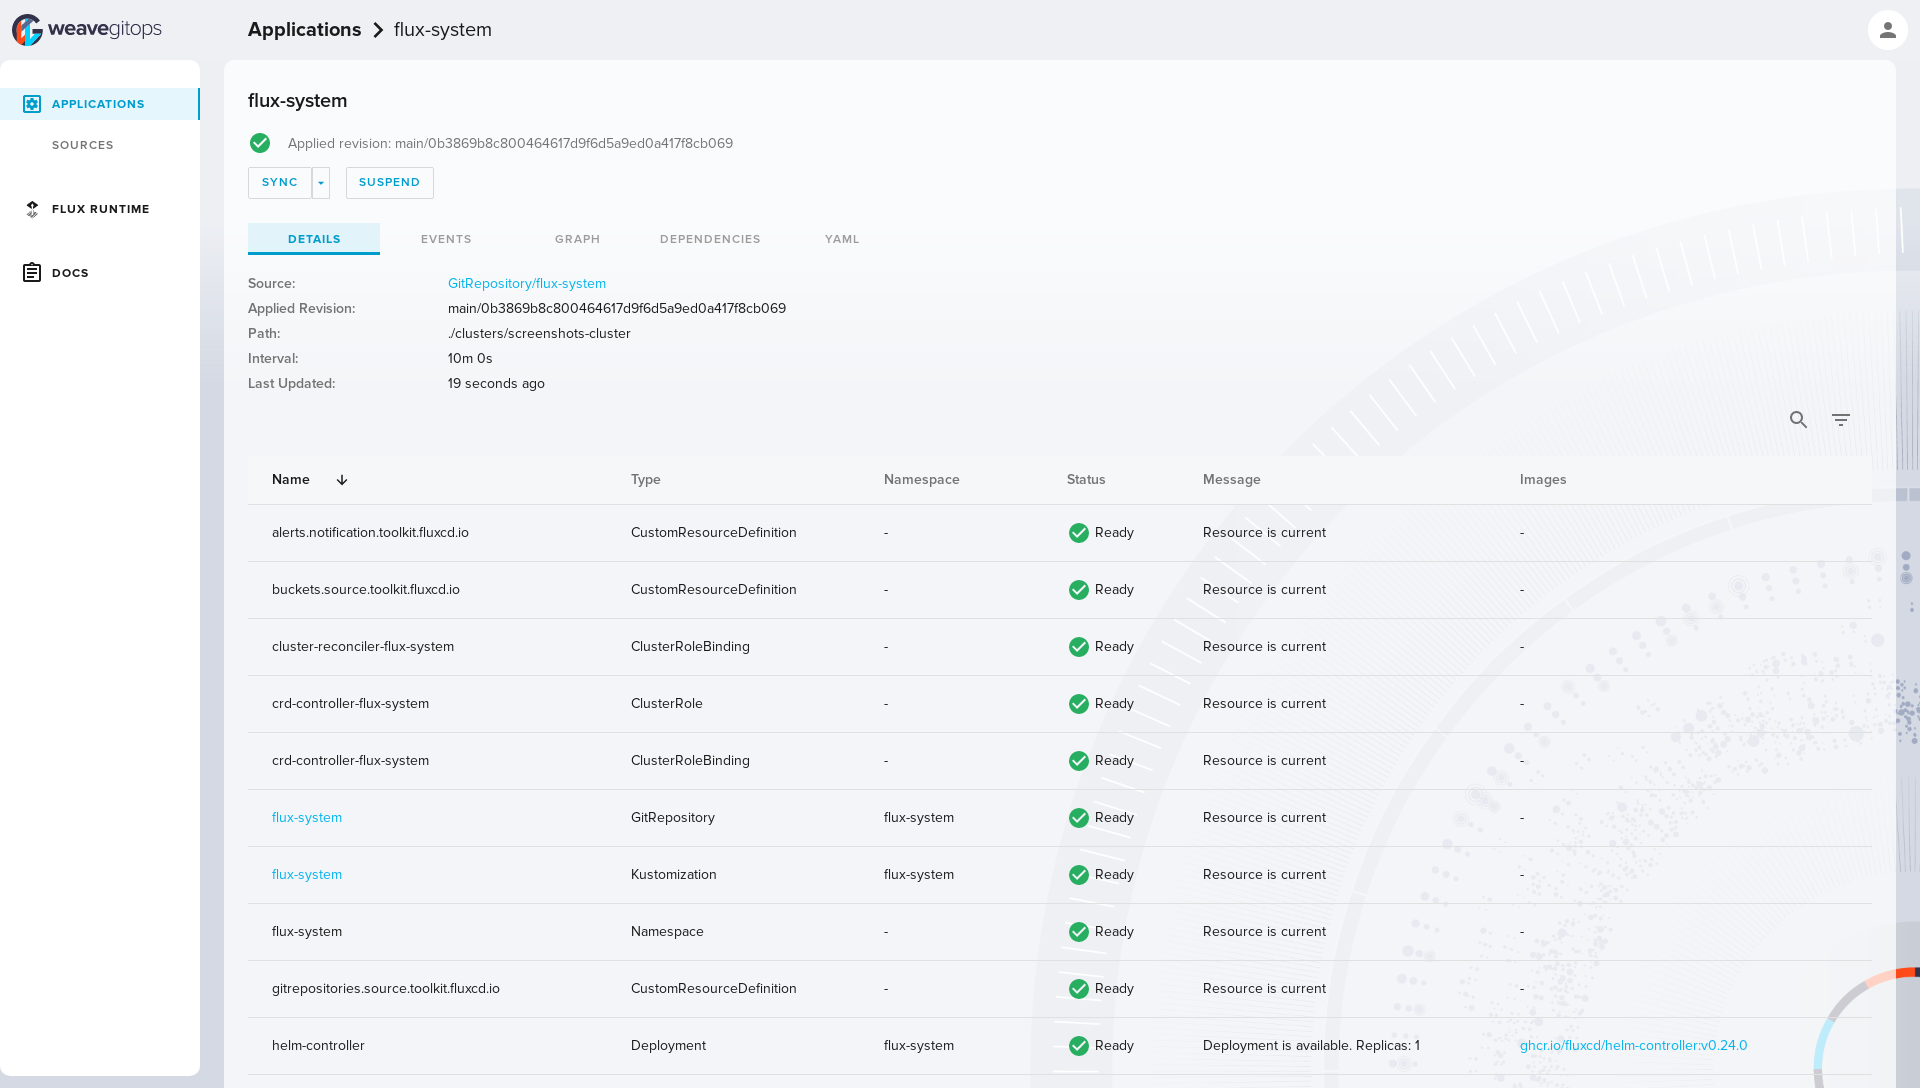 weavegitops
Applications > flux-system
APPLICATIONS
SOURCES
FLUX RUNTIME
DOCS
flux-system
Applied revision: main/0b3869b8c800464617d9f6d5a9ed0a417f8cb069
SYNC SUSPEND
DETAILS EVENTS GRAPH DEPENDENCIES YAML
Source: GitRepository/flux-system
Applied Revision: main/0b3869b8c800464617d9f6d5a9ed0a417f8cb069
Path: ./clusters/screenshots-cluster
Interval: 10m 0s
Last Updated: 19 seconds ago
Name Type Namespace Status Message Images
alerts.notification.toolkit.fluxcd.io CustomResourceDefinition - Ready Resource is current -
buckets.source.toolkit.fluxcd.io CustomResourceDefinition - Ready Resource is current -
cluster-reconciler-flux-system ClusterRoleBinding - Ready Resource is current -
crd-controller-flux-system ClusterRole - Ready Resource is current -
crd-controller-flux-system ClusterRoleBinding - Ready Resource is current -
flux-system GitRepository flux-system Ready Resource is current -
flux-system Kustomization flux-system Ready Resource is current -
flux-system Namespace - Ready Resource is current -
gitrepositories.source.toolkit.fluxcd.io CustomResourceDefinition - Ready Resource is current -
helm-controller Deployment flux-system Ready Deployment is available. Replicas: 1 ghcr.io/fluxcd/helm-controller:v0.24.0